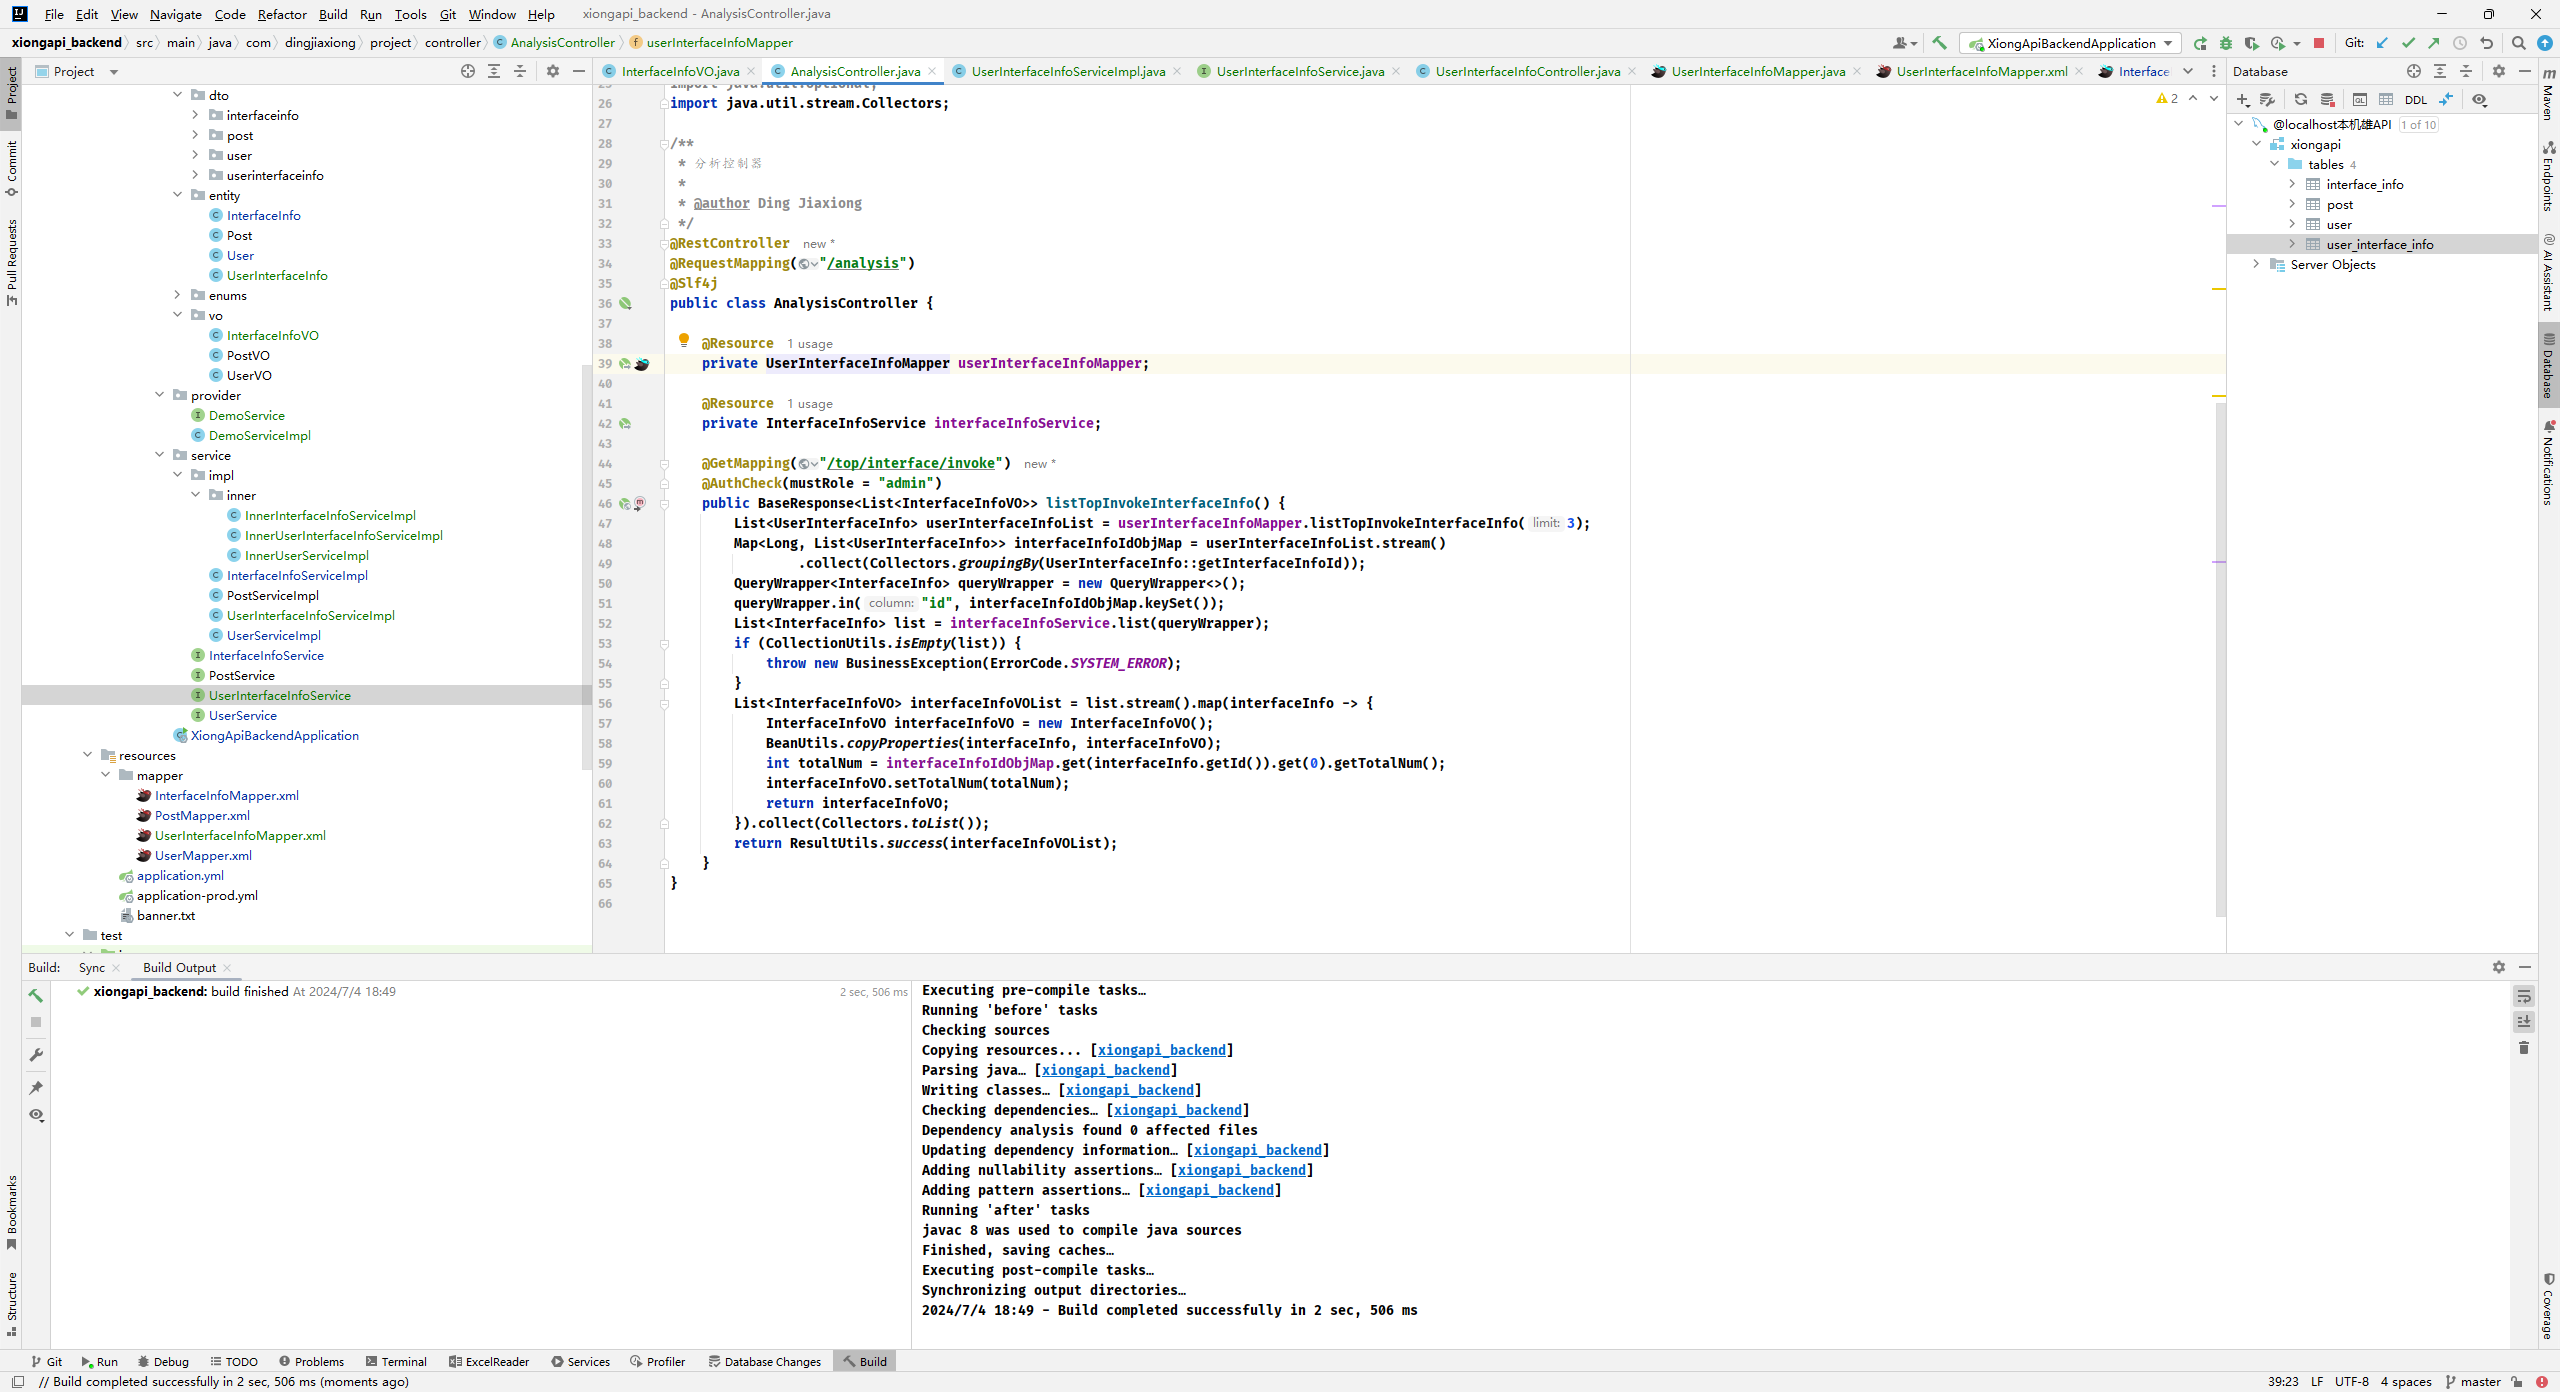 File Edit View Navigate Code Refactor Build Run Tools Git Window Help xiongapi_backend - AnalysisController.java
xiongapi_backend src main java com dingjiaxiong project controller AnalysisController userInterfaceInfoMapper
XiongApiBackendApplication
Git:
Project
InterfaceInfoVO.java AnalysisController.java UserInterfaceInfoServiceImpl.java UserInterfaceInfoService.java UserInterfaceInfoController.java UserInterfaceInfoMapper.java UserInterfaceInfoMapper.xml Interface
Database
Project
Commit
Pull Requests
Bookmarks
Structure
dto
interfaceinfo
post
user
userinterfaceinfo
entity
InterfaceInfo
Post
User
UserInterfaceInfo
enums
vo
InterfaceInfoVO
PostVO
UserVO
provider
DemoService
DemoServiceImpl
service
impl
inner
InnerInterfaceInfoServiceImpl
InnerUserInterfaceInfoServiceImpl
InnerUserServiceImpl
InterfaceInfoServiceImpl
PostServiceImpl
UserInterfaceInfoServiceImpl
UserServiceImpl
InterfaceInfoService
PostService
UserInterfaceInfoService
UserService
XiongApiBackendApplication
resources
mapper
InterfaceInfoMapper.xml
PostMapper.xml
UserInterfaceInfoMapper.xml
UserMapper.xml
application.yml
application-prod.yml
banner.txt
test
25 import java.util.Optional;
26 import java.util.stream.Collectors;
27
28 /**
29 * 分析控制器
30 *
31 * @author Ding Jiaxiong
32 */
33 @RestController new *
34 @RequestMapping("/analysis")
35 @Slf4j
36 public class AnalysisController {
37
38 @Resource 1 usage
39 private UserInterfaceInfoMapper userInterfaceInfoMapper;
40
41 @Resource 1 usage
42 private InterfaceInfoService interfaceInfoService;
43
44 @GetMapping("/top/interface/invoke") new *
45 @AuthCheck(mustRole = "admin")
46 public BaseResponse<List<InterfaceInfoVO>> listTopInvokeInterfaceInfo() {
47 List<UserInterfaceInfo> userInterfaceInfoList = userInterfaceInfoMapper.listTopInvokeInterfaceInfo( limit: 3);
48 Map<Long, List<UserInterfaceInfo>> interfaceInfoIdObjMap = userInterfaceInfoList.stream()
49 .collect(Collectors.groupingBy(UserInterfaceInfo::getInterfaceInfoId));
50 QueryWrapper<InterfaceInfo> queryWrapper = new QueryWrapper<>();
51 queryWrapper.in( column: "id", interfaceInfoIdObjMap.keySet());
52 List<InterfaceInfo> list = interfaceInfoService.list(queryWrapper);
53 if (CollectionUtils.isEmpty(list)) {
54 throw new BusinessException(ErrorCode.SYSTEM_ERROR);
55 }
56 List<InterfaceInfoVO> interfaceInfoVOList = list.stream().map(interfaceInfo -> {
57 InterfaceInfoVO interfaceInfoVO = new InterfaceInfoVO();
58 BeanUtils.copyProperties(interfaceInfo, interfaceInfoVO);
59 int totalNum = interfaceInfoIdObjMap.get(interfaceInfo.getId()).get(0).getTotalNum();
60 interfaceInfoVO.setTotalNum(totalNum);
61 return interfaceInfoVO;
62 }).collect(Collectors.toList());
63 return ResultUtils.success(interfaceInfoVOList);
64 }
65 }
66
2
DDL
@localhost本机雄API 1 of 10
xiongapi
tables 4
interface_info
post
user
user_interface_info
Server Objects
Maven
Endpoints
AI Assistant
Database
Notifications
Coverage
Build: Sync Build Output
xiongapi_backend: build finished At 2024/7/4 18:49 2 sec, 506 ms
Executing pre-compile tasks…
Running 'before' tasks
Checking sources
Copying resources... [xiongapi_backend]
Parsing java… [xiongapi_backend]
Writing classes… [xiongapi_backend]
Checking dependencies… [xiongapi_backend]
Dependency analysis found 0 affected files
Updating dependency information… [xiongapi_backend]
Adding nullability assertions… [xiongapi_backend]
Adding pattern assertions… [xiongapi_backend]
Running 'after' tasks
javac 8 was used to compile java sources
Finished, saving caches…
Executing post-compile tasks…
Synchronizing output directories…
2024/7/4 18:49 - Build completed successfully in 2 sec, 506 ms
Git Run Debug TODO Problems Terminal ExcelReader Services Profiler Database Changes Build
// Build completed successfully in 2 sec, 506 ms (moments ago)
39:23 LF UTF-8 4 spaces master